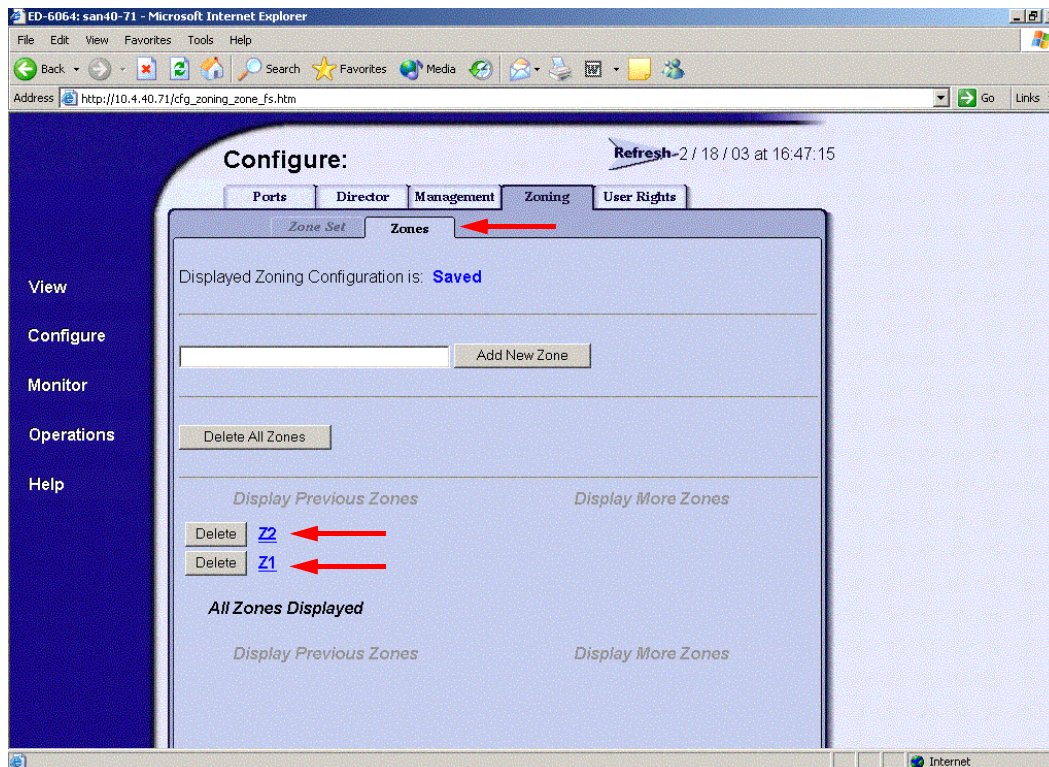 ED-6064: san40-71 - Microsoft Internet Explorer
File Edit View Favorites Tools Help
Back Search Favorites Media
Address http://10.4.40.71/cfg_zoning_zone_fs.htm Go Links
Configure: Refresh-2 / 18 / 03 at 16:47:15
Ports Director Management Zoning User Rights
Zone Set Zones
Displayed Zoning Configuration is: Saved
View
Configure
Add New Zone
Monitor
Operations
Delete All Zones
Help
Display Previous Zones Display More Zones
Delete Z2
Delete Z1
All Zones Displayed
Display Previous Zones Display More Zones
Internet